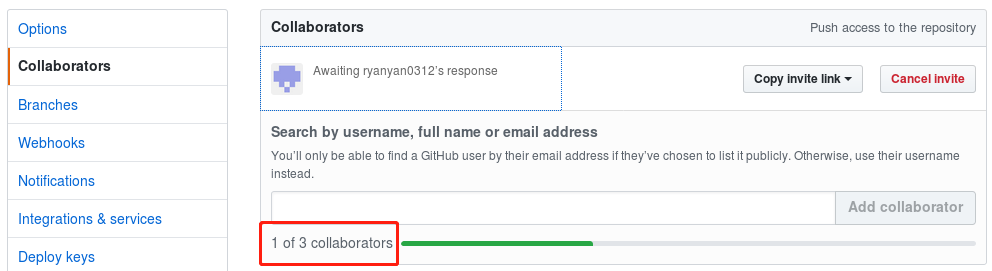 Options
Collaborators
Branches
Webhooks
Notifications
Integrations & services
Deploy keys
Collaborators
Push access to the repository
Awaiting ryanyan0312's response
Copy invite link
Cancel invite
Search by username, full name or email address
You'll only be able to find a GitHub user by their email address if they've chosen to list it publicly. Otherwise, use their username
instead.
Add collaborator
1 of 3 collaborators